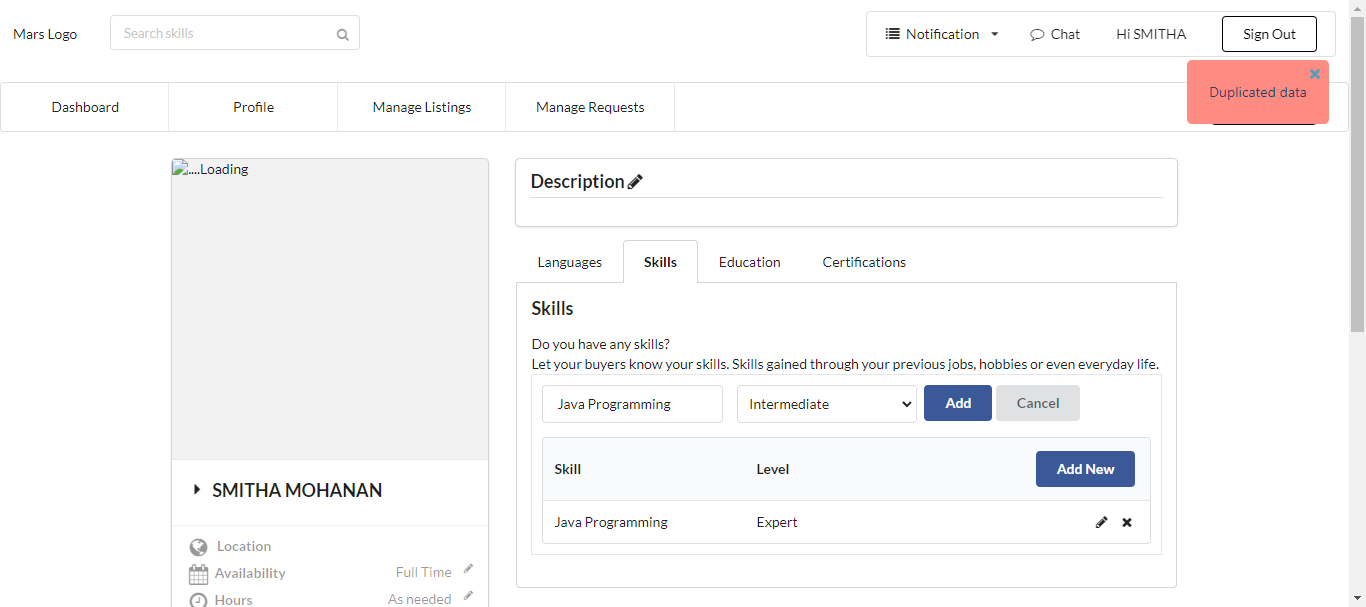 Mars Logo
Search skills
Notification
Chat
Hi SMITHA
Sign Out
Duplicated data
Dashboard
Profile
Manage Listings
Manage Requests
....Loading
SMITHA MOHANAN
Location
Availability
Full Time
Hours
As needed
Description
Languages
Skills
Education
Certifications
Skills
Do you have any skills?
Let your buyers know your skills. Skills gained through your previous jobs, hobbies or even everyday life.
Java Programming
Intermediate
Add
Cancel
Skill
Level
Add New
Java Programming
Expert